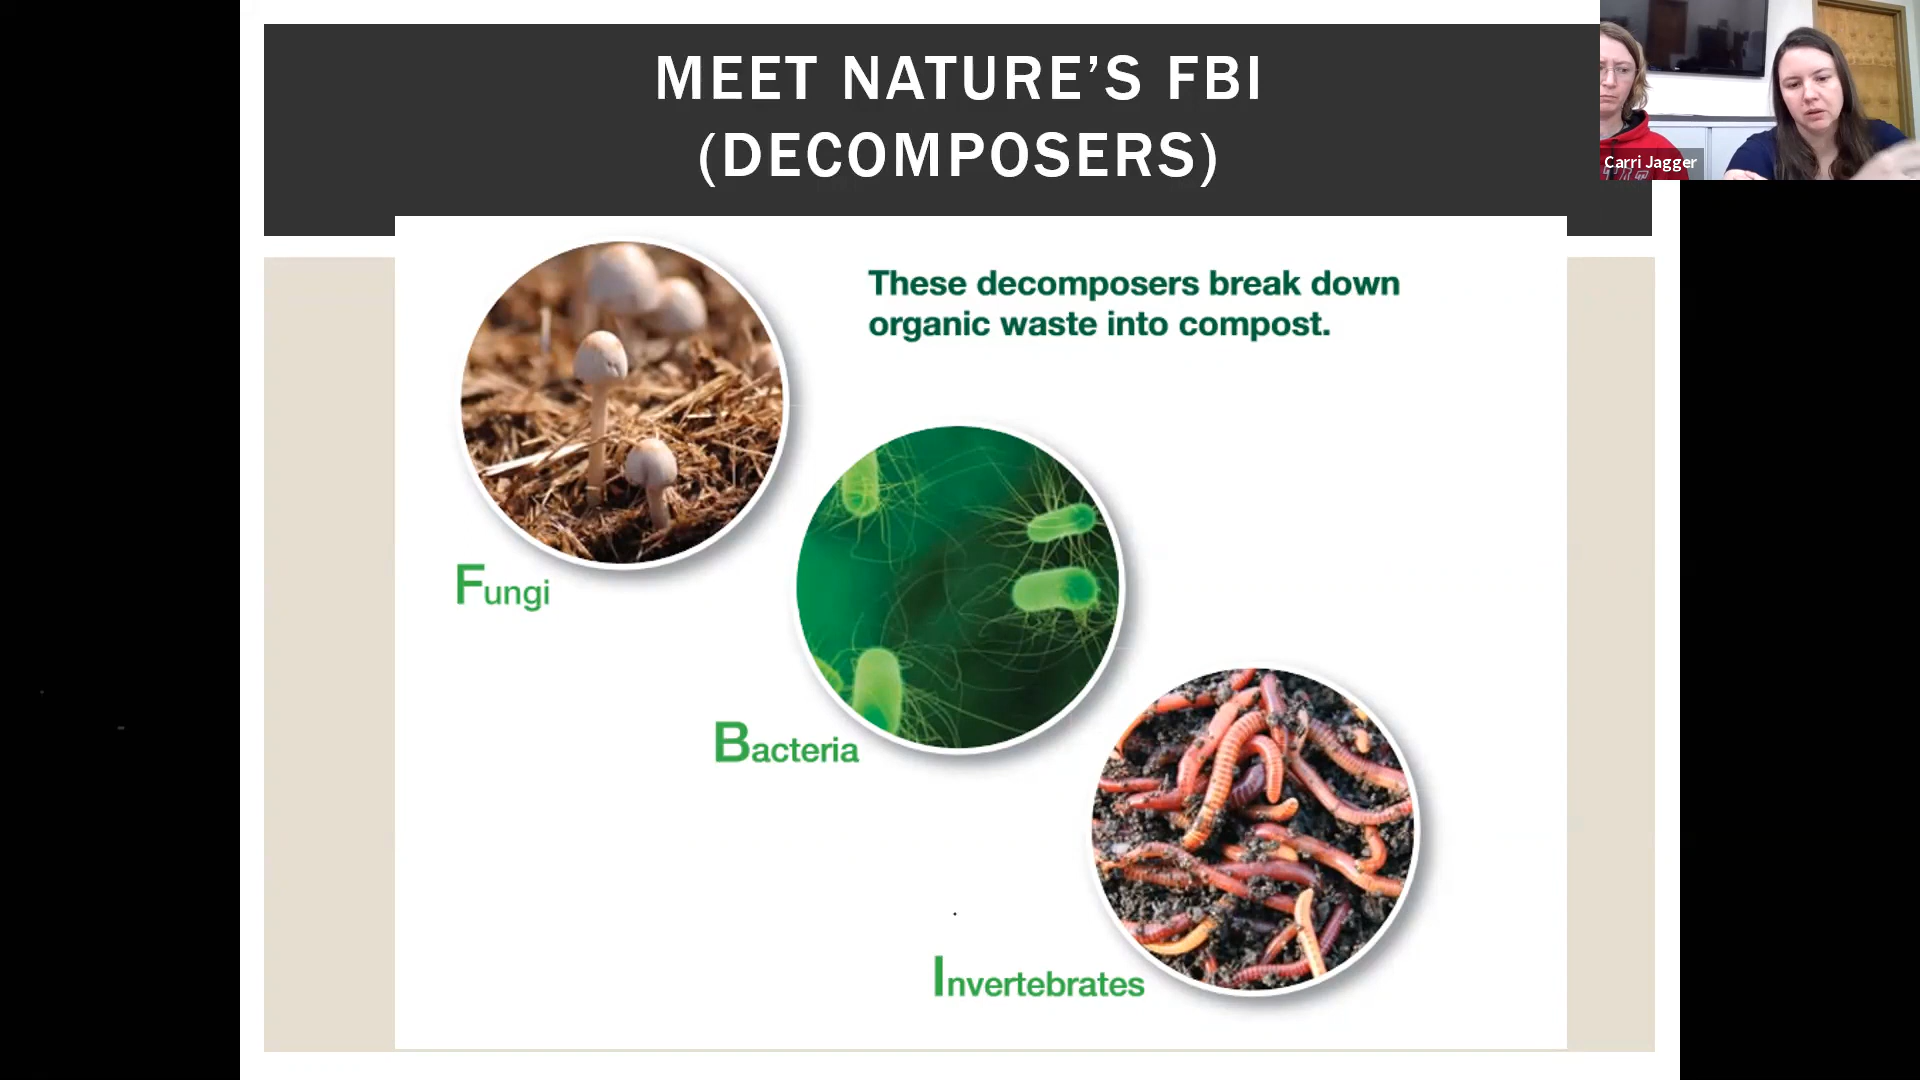 MEET NATURE’S FBI
(DECOMPOSERS)
Carri Jagger
These decomposers break down
organic waste into compost.
Fungi
Bacteria
Invertebrates